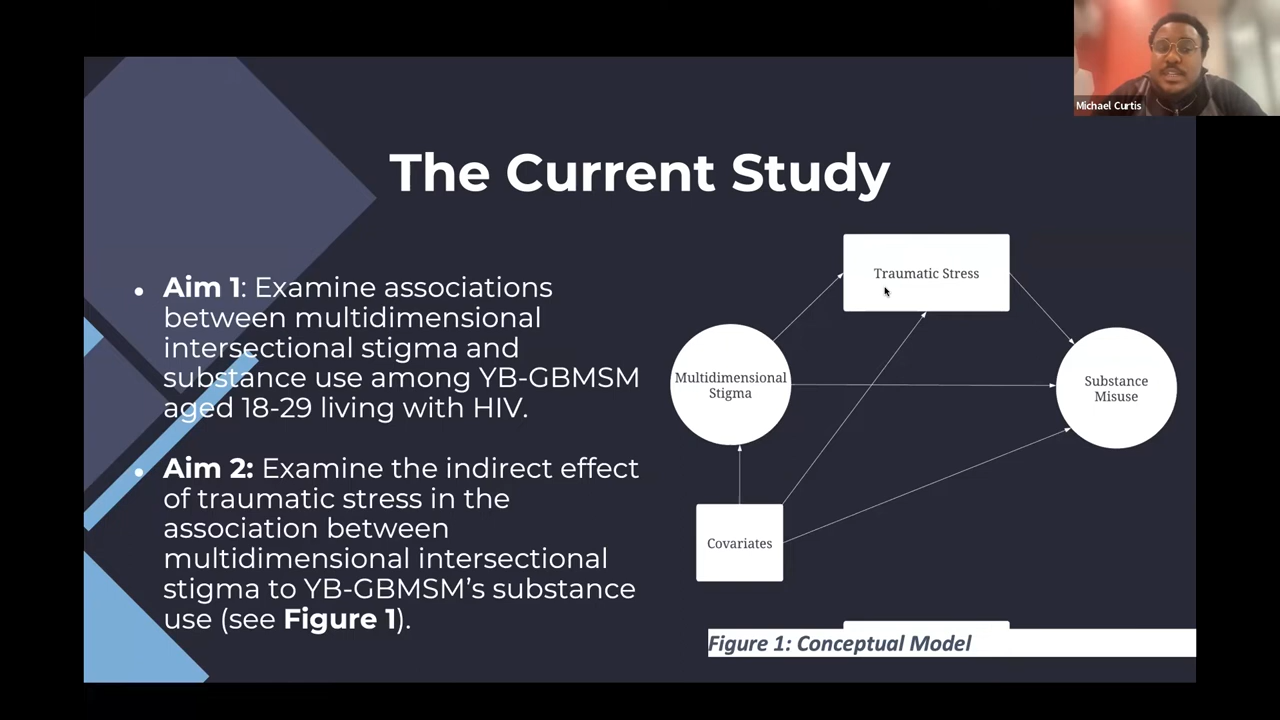 Michael Curtis
The Current Study
• Aim 1: Examine associations
between multidimensional
intersectional stigma and
substance use among YB-GBMSM
aged 18-29 living with HIV.
• Aim 2: Examine the indirect effect
of traumatic stress in the
association between
multidimensional intersectional
stigma to YB-GBMSM’s substance
use (see Figure 1).
Traumatic Stress
Multidimensional
Stigma
Substance
Misuse
Covariates
Figure 1: Conceptual Model